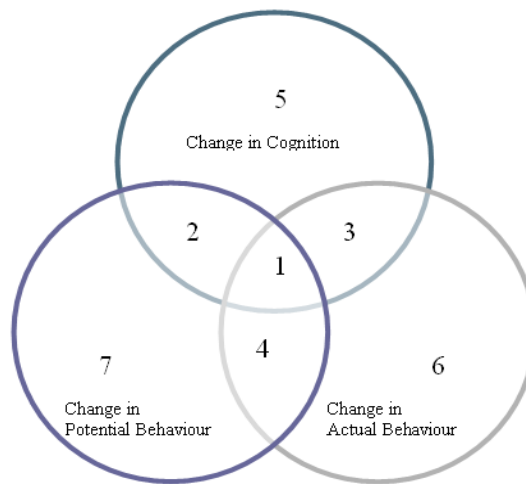 5
Change in Cognition
2
3
1
4
7
6
Change in
Potential Behaviour
Change in
Actual Behaviour